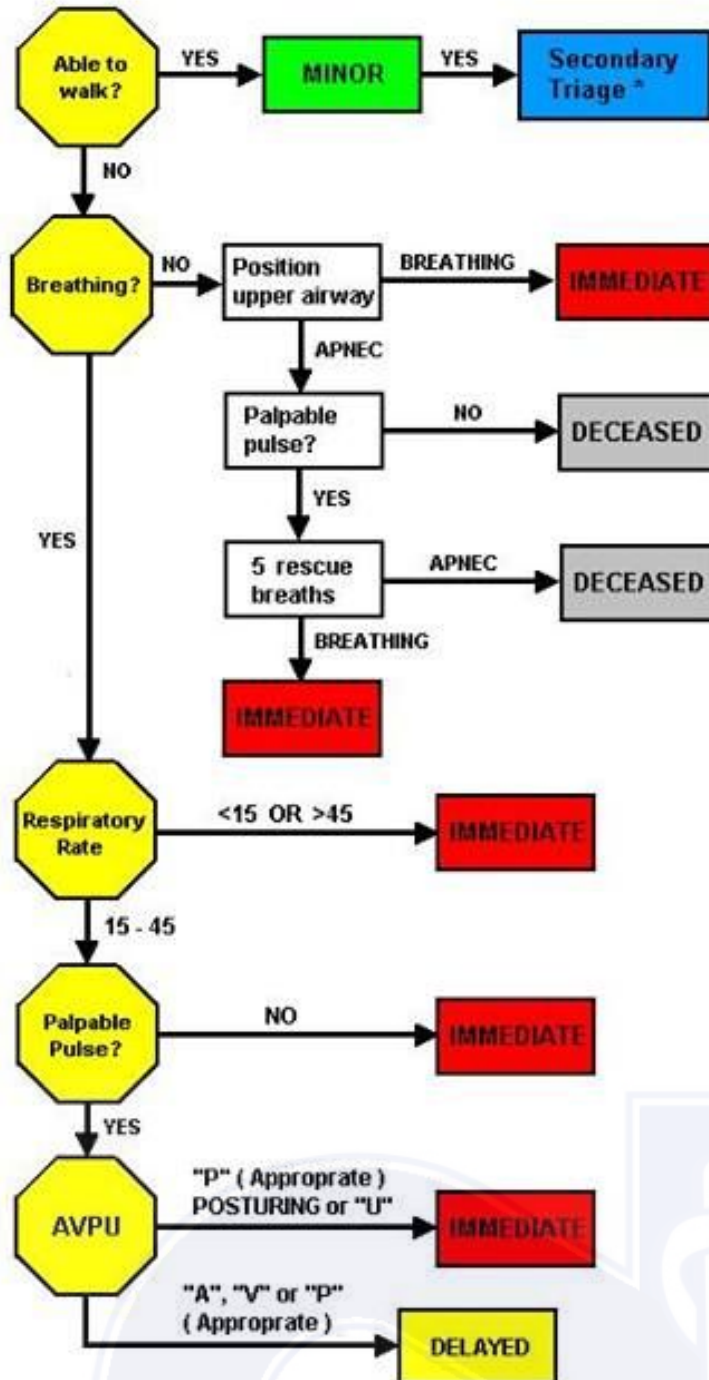 Able to
walk?
YES
MINOR
YES
Secondary
Triage *
NO
Breathing?
NO
Position
upper airway
BREATHING
IMMEDIATE
APNEC
Palpable
pulse?
NO
DECEASED
YES
YES
5 rescue
breaths
APNEC
DECEASED
BREATHING
IMMEDIATE
Respiratory
Rate
<15 OR >45
IMMEDIATE
15 - 45
Palpable
Pulse?
NO
IMMEDIATE
YES
AVPU
"P" ( Approprate )
POSTURING or "U"
IMMEDIATE
"A", "V" or "P"
( Approprate )
DELAYED